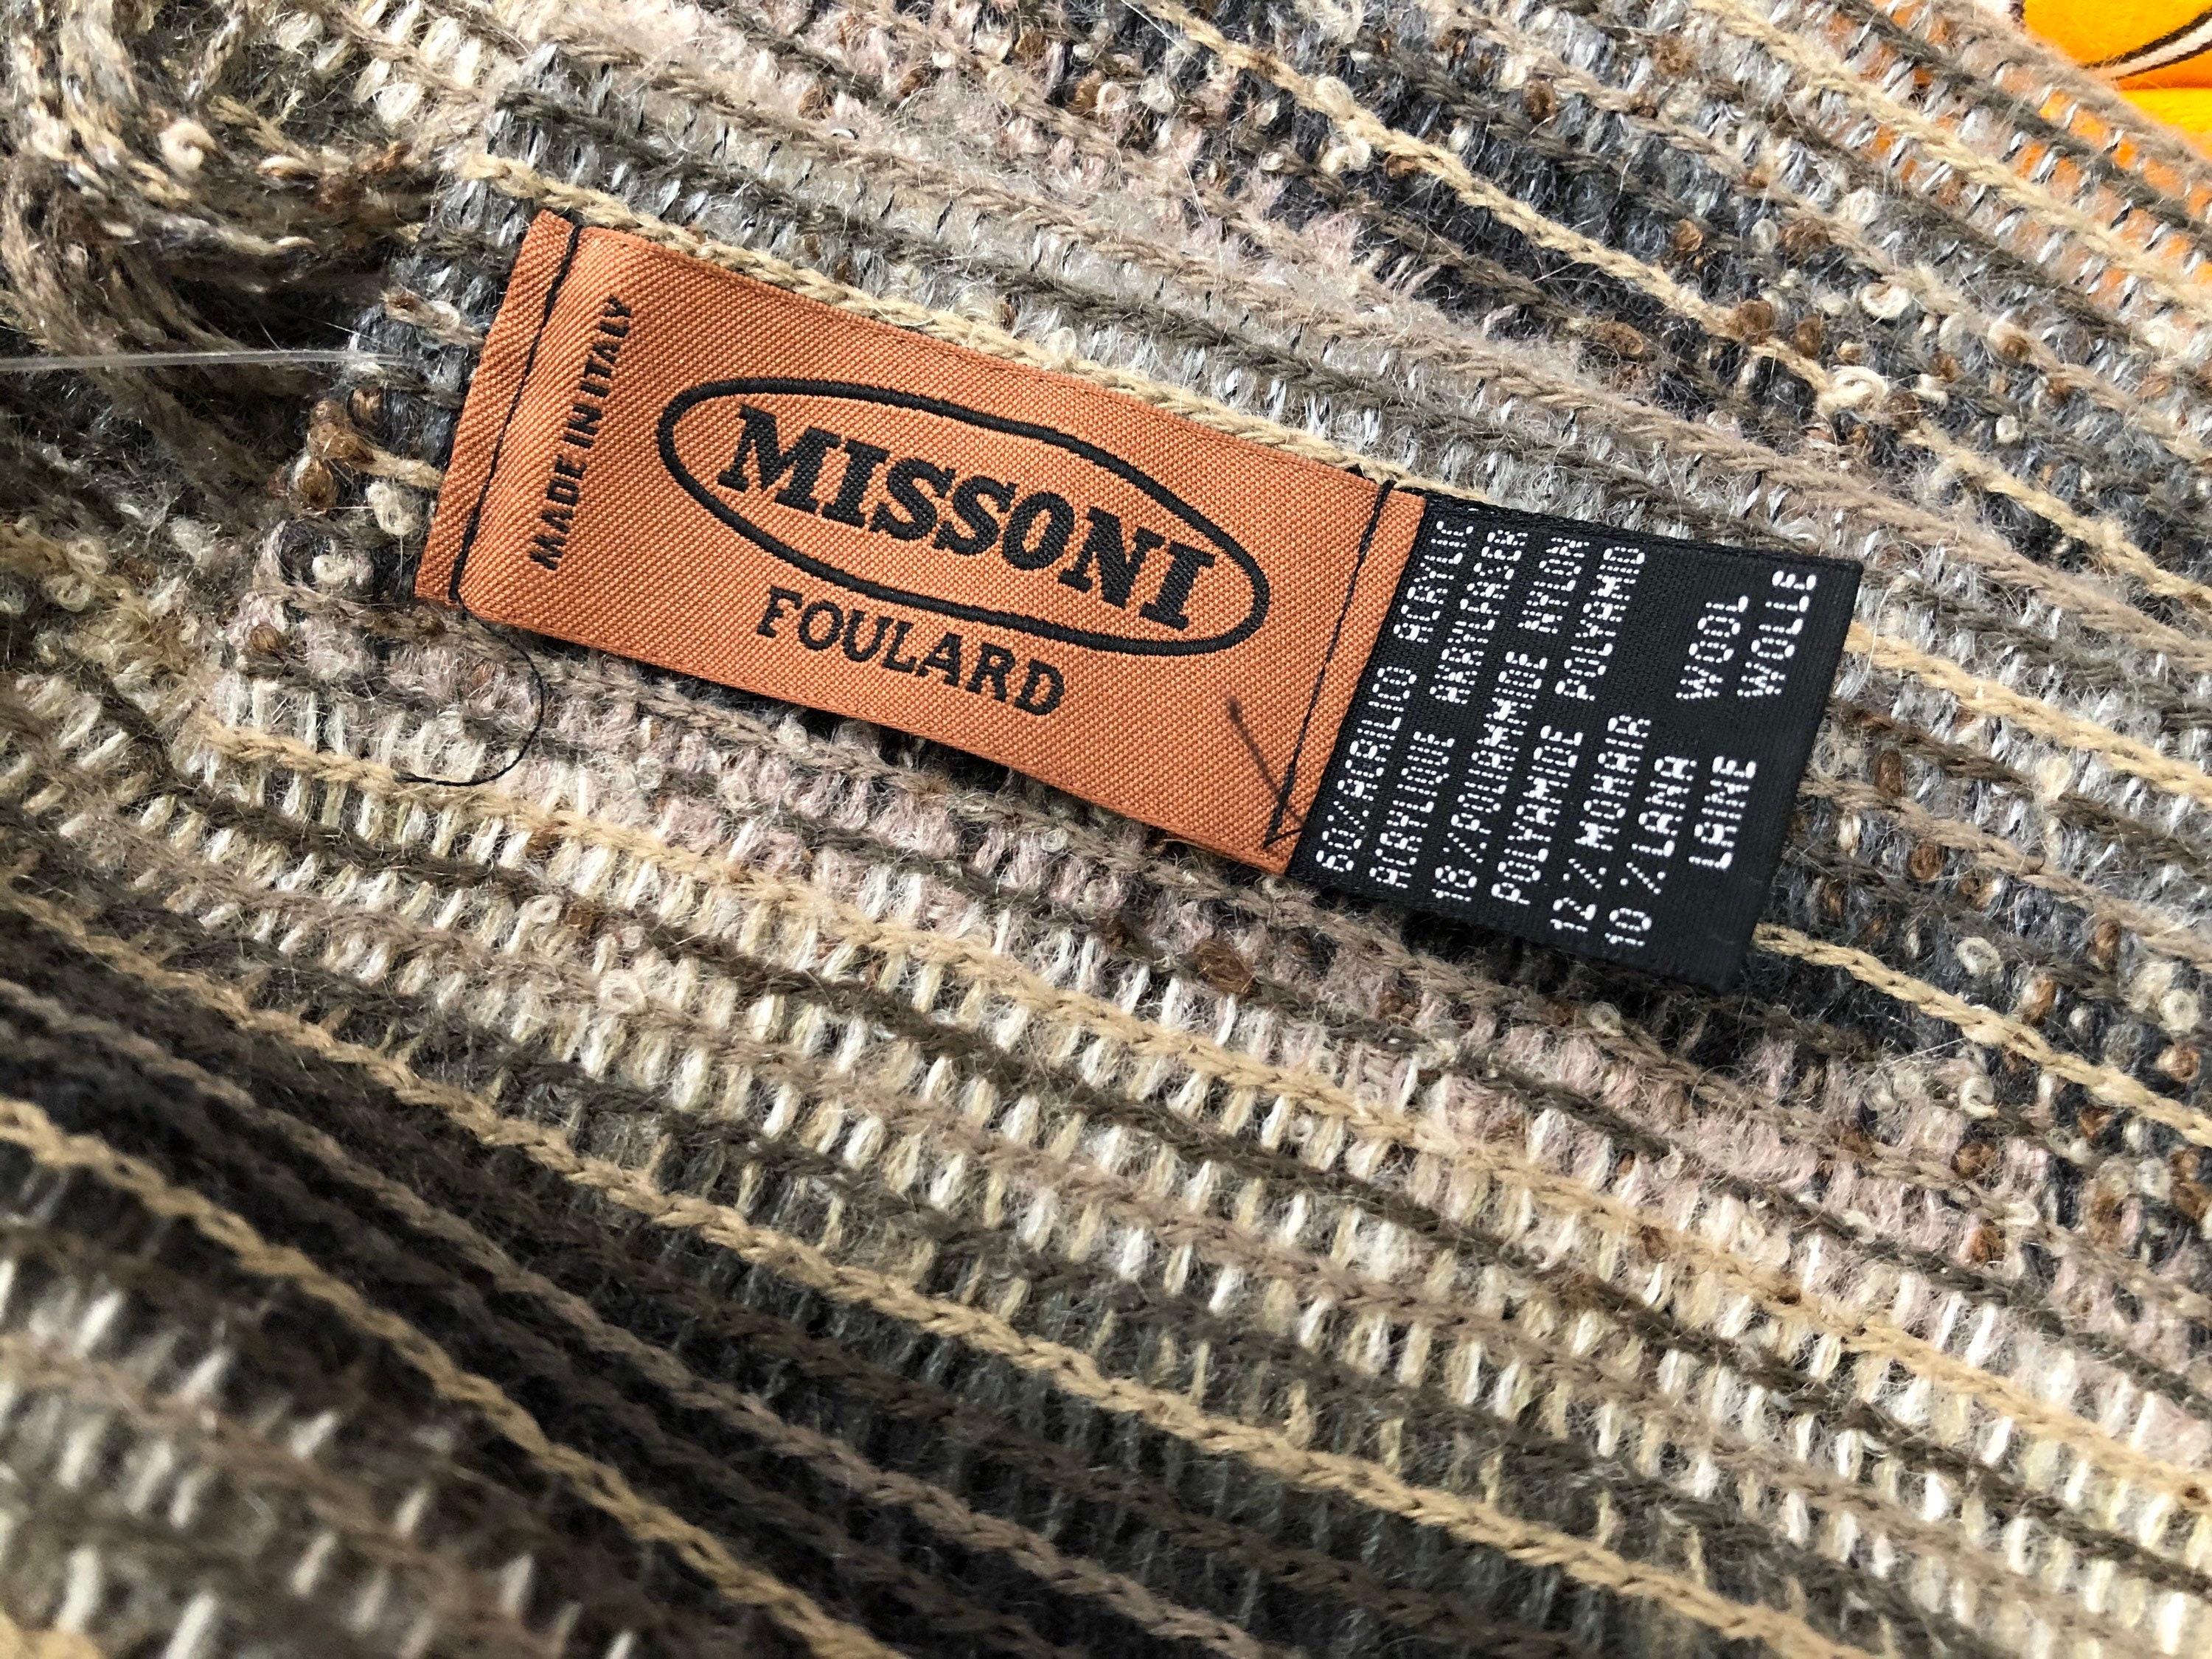 MADE IN ITALY
MISSONI
FOULARD
60%ACRILICO ACRYLE
ACRYLIQUE ACRYLFASER
18%POLIAMMIDE NYLON
POLYAMIDE POLYAMID
12%MOHAIR
10%LANA WOOL
LAINE WOLLE